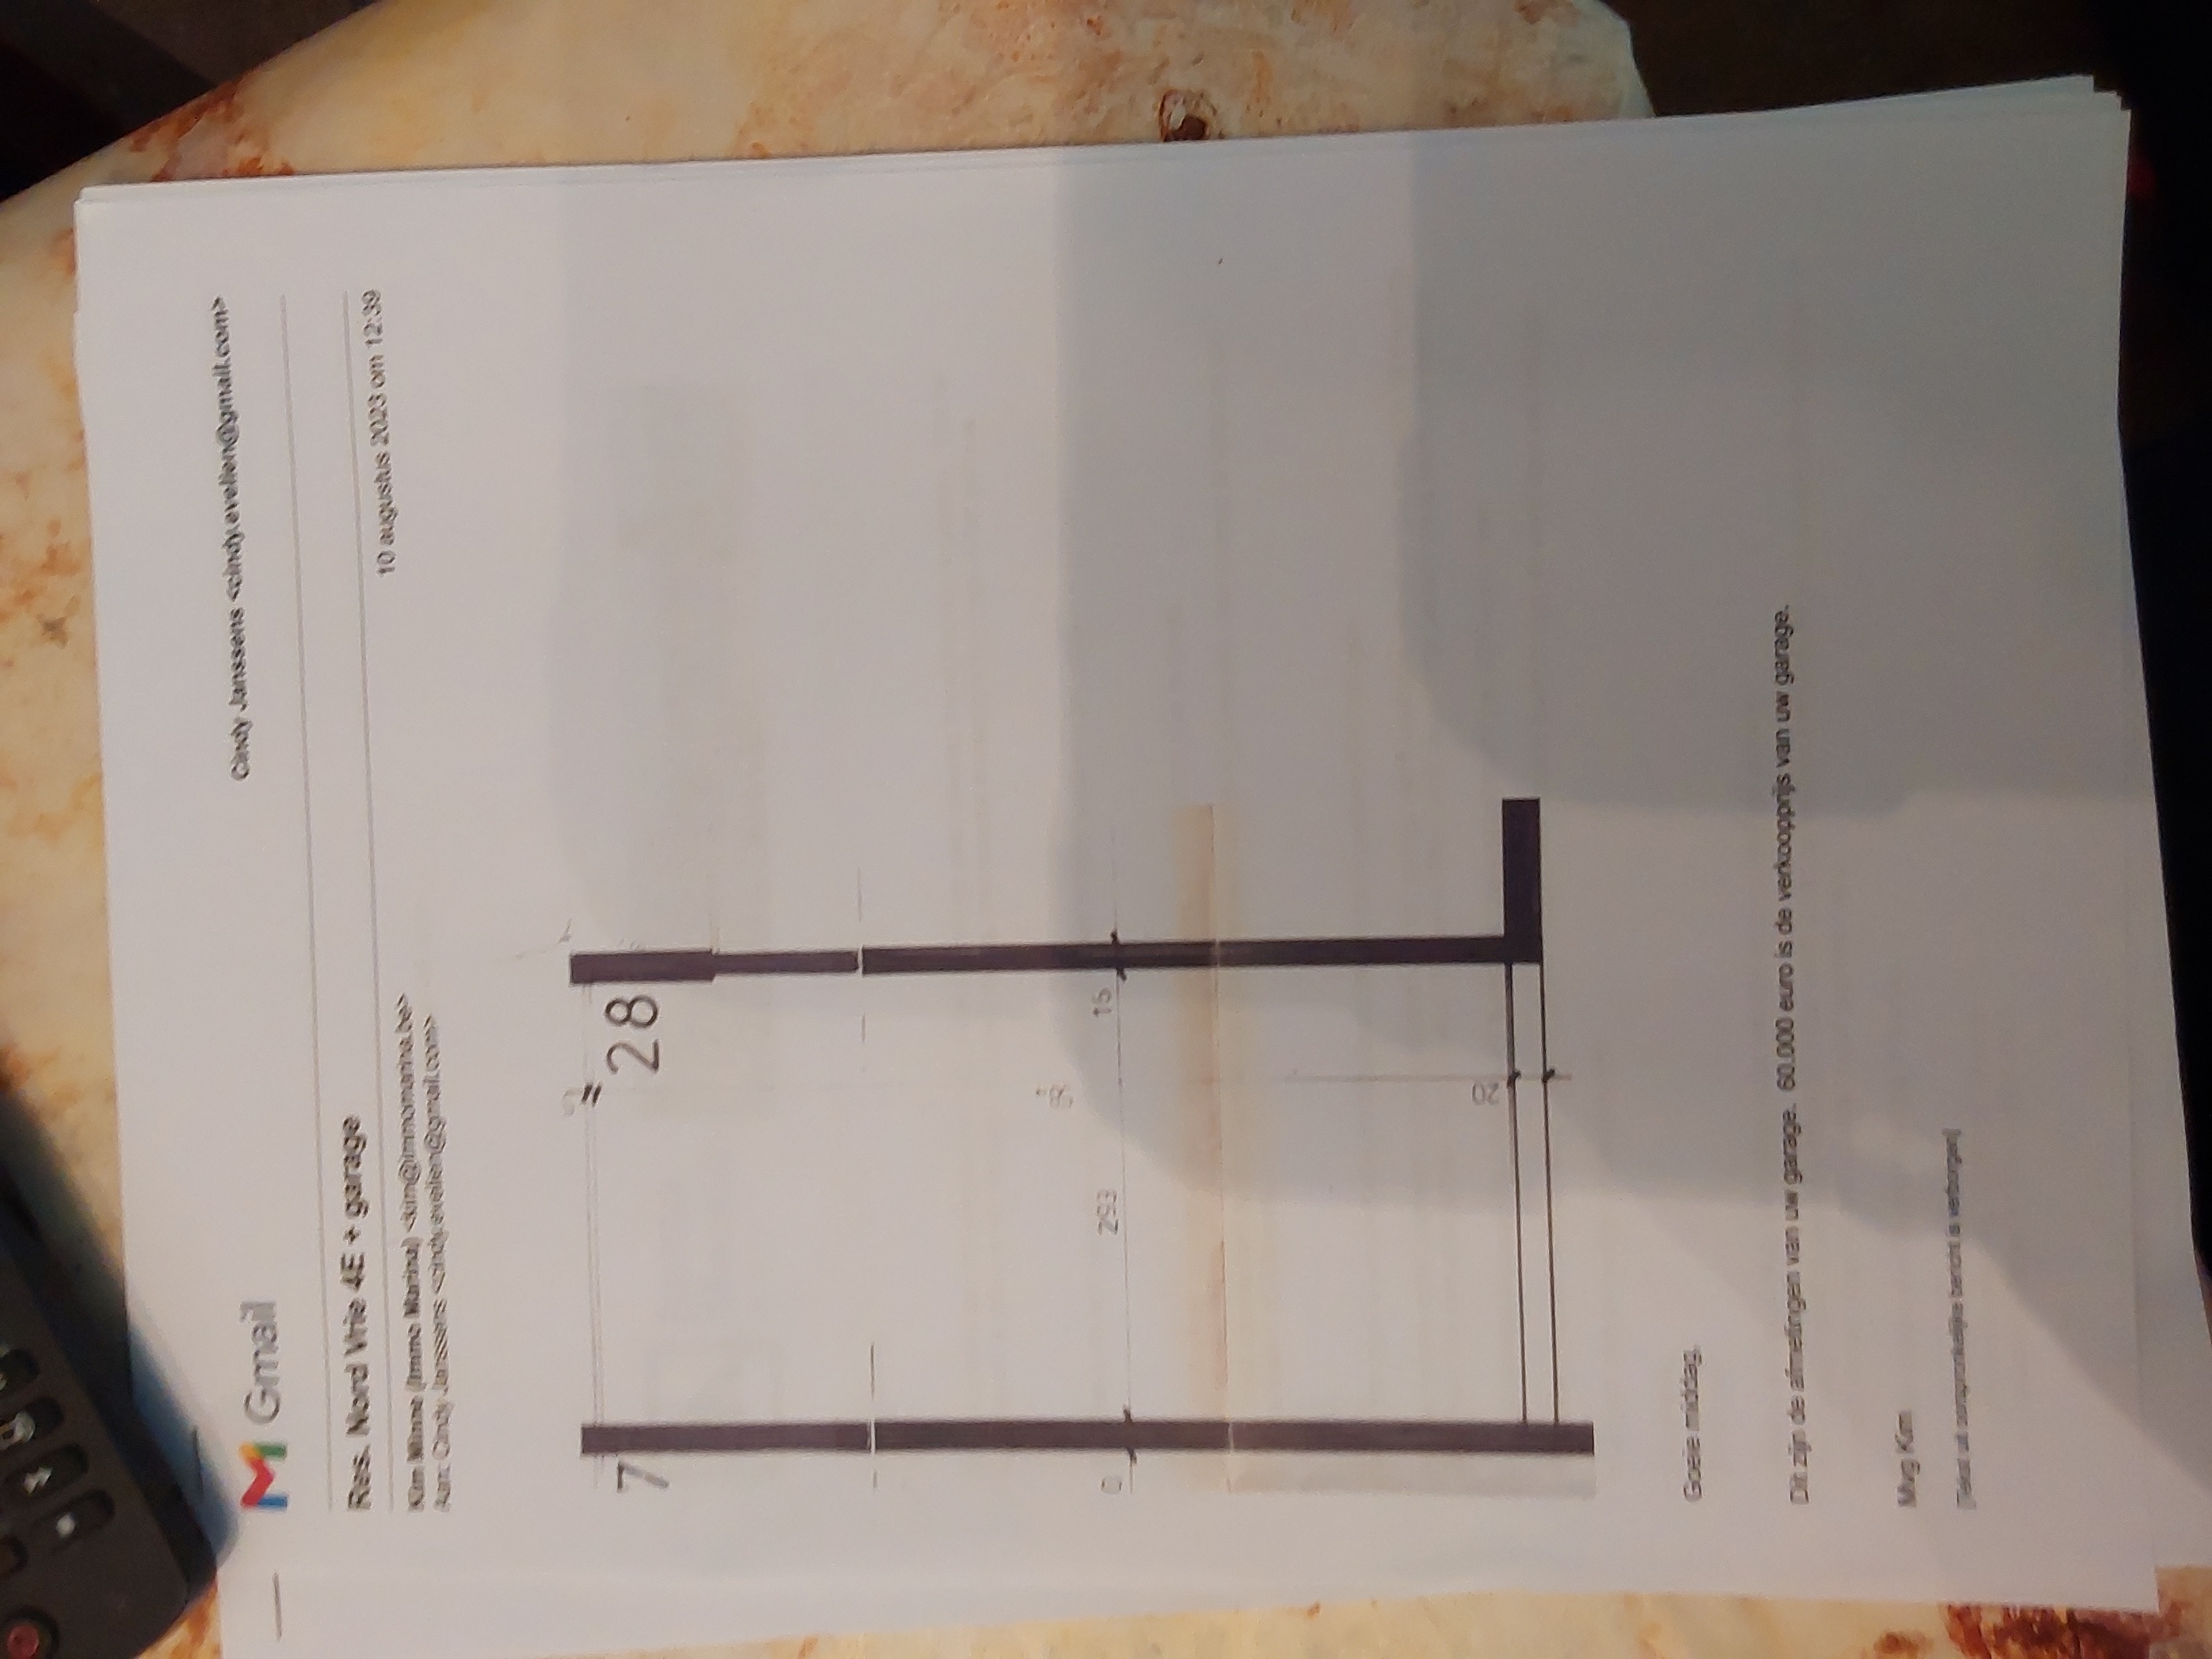 Gmail
Cindy Janssens <cindy.evelien@gmail.com>
Res. Nord Vrie 4E + garage
10 augustus 2023 om 12:39
Kim Minne (Immo Marina) <kim@immomarina.be>
Aan: Cindy Janssens <cindy.evelien@gmail.com>
7
28
0
293
15
20
Goeie middag,
Dit zijn de afmetingen van uw garage. 60.000 euro is de verkoopprijs van uw garage.
Mvg Kim
[Tekst uit oorspronkelijke bericht is verborgen]